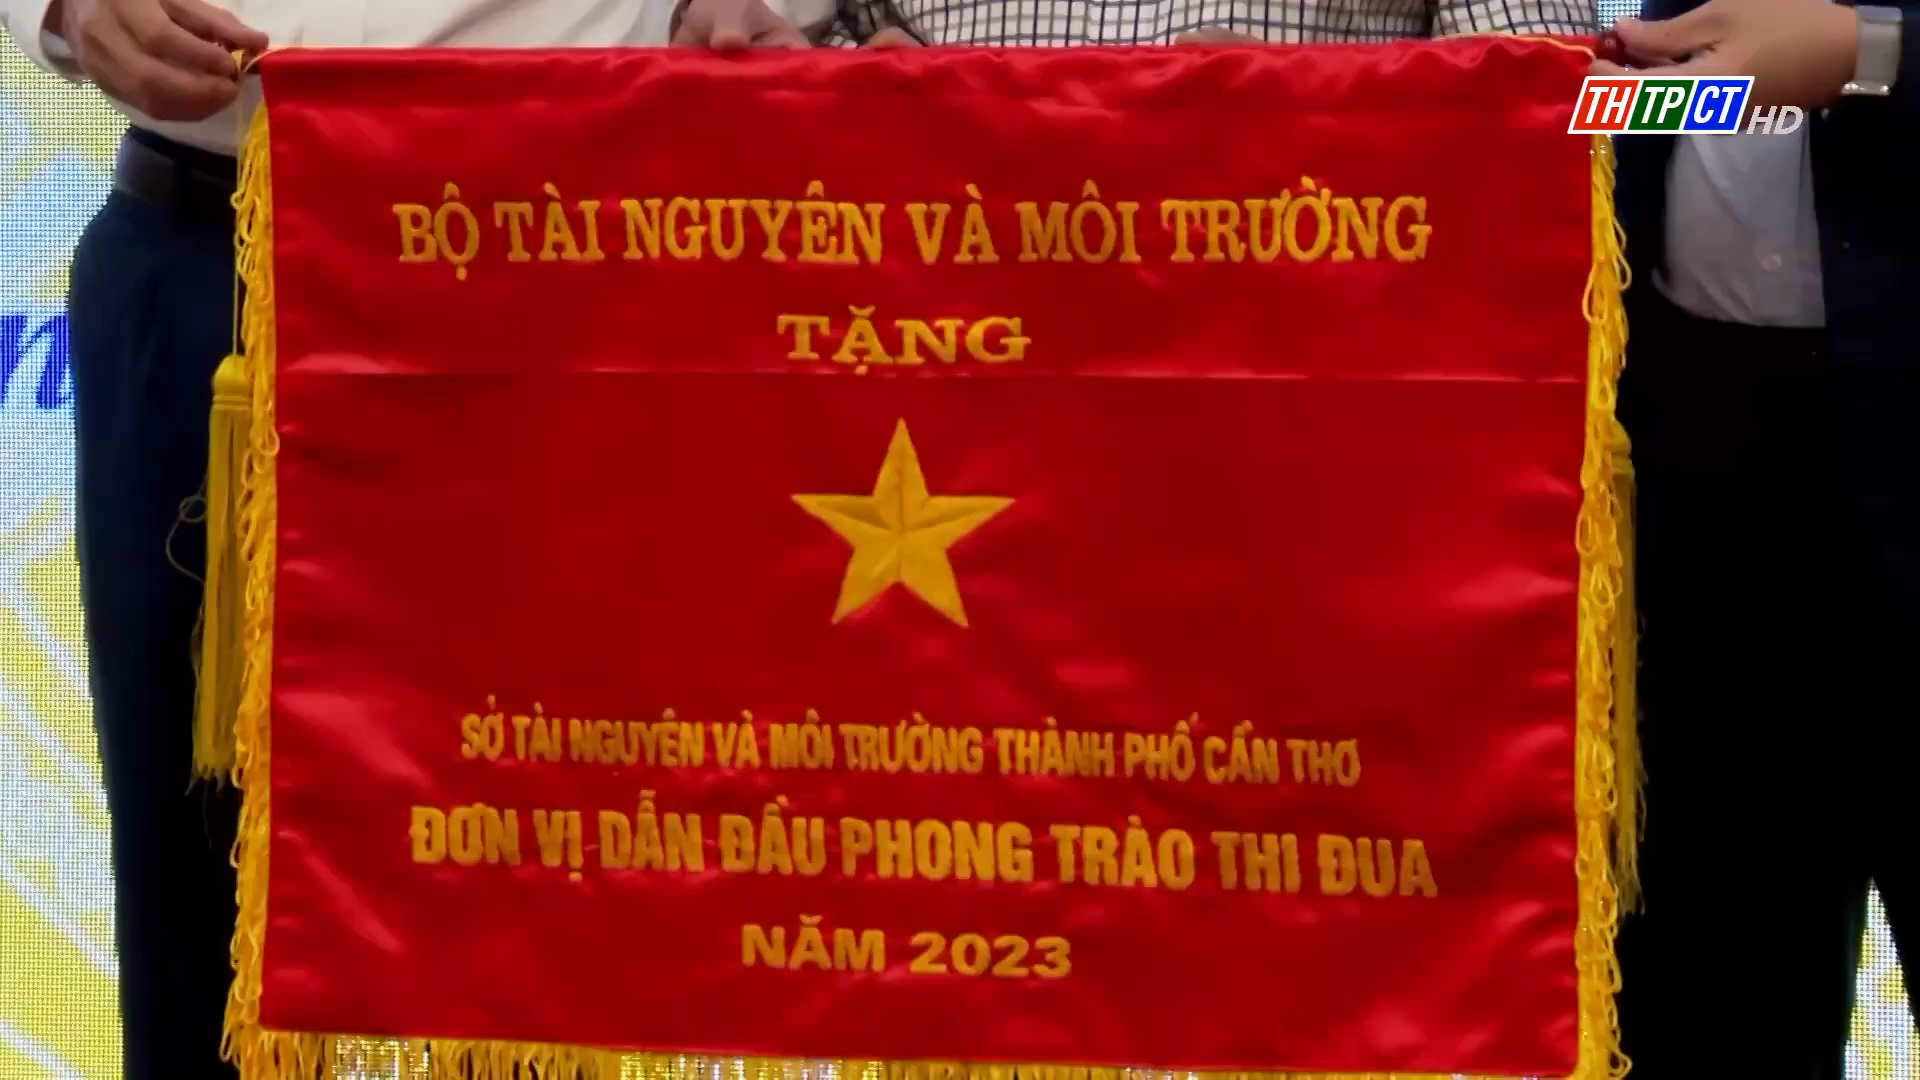 THTPCT HD
BỘ TÀI NGUYÊN VÀ MÔI TRƯỜNG
TẶNG
SỞ TÀI NGUYÊN VÀ MÔI TRƯỜNG THÀNH PHỐ CẦN THƠ
ĐƠN VỊ DẪN ĐẦU PHONG TRÀO THI ĐUA
NĂM 2023